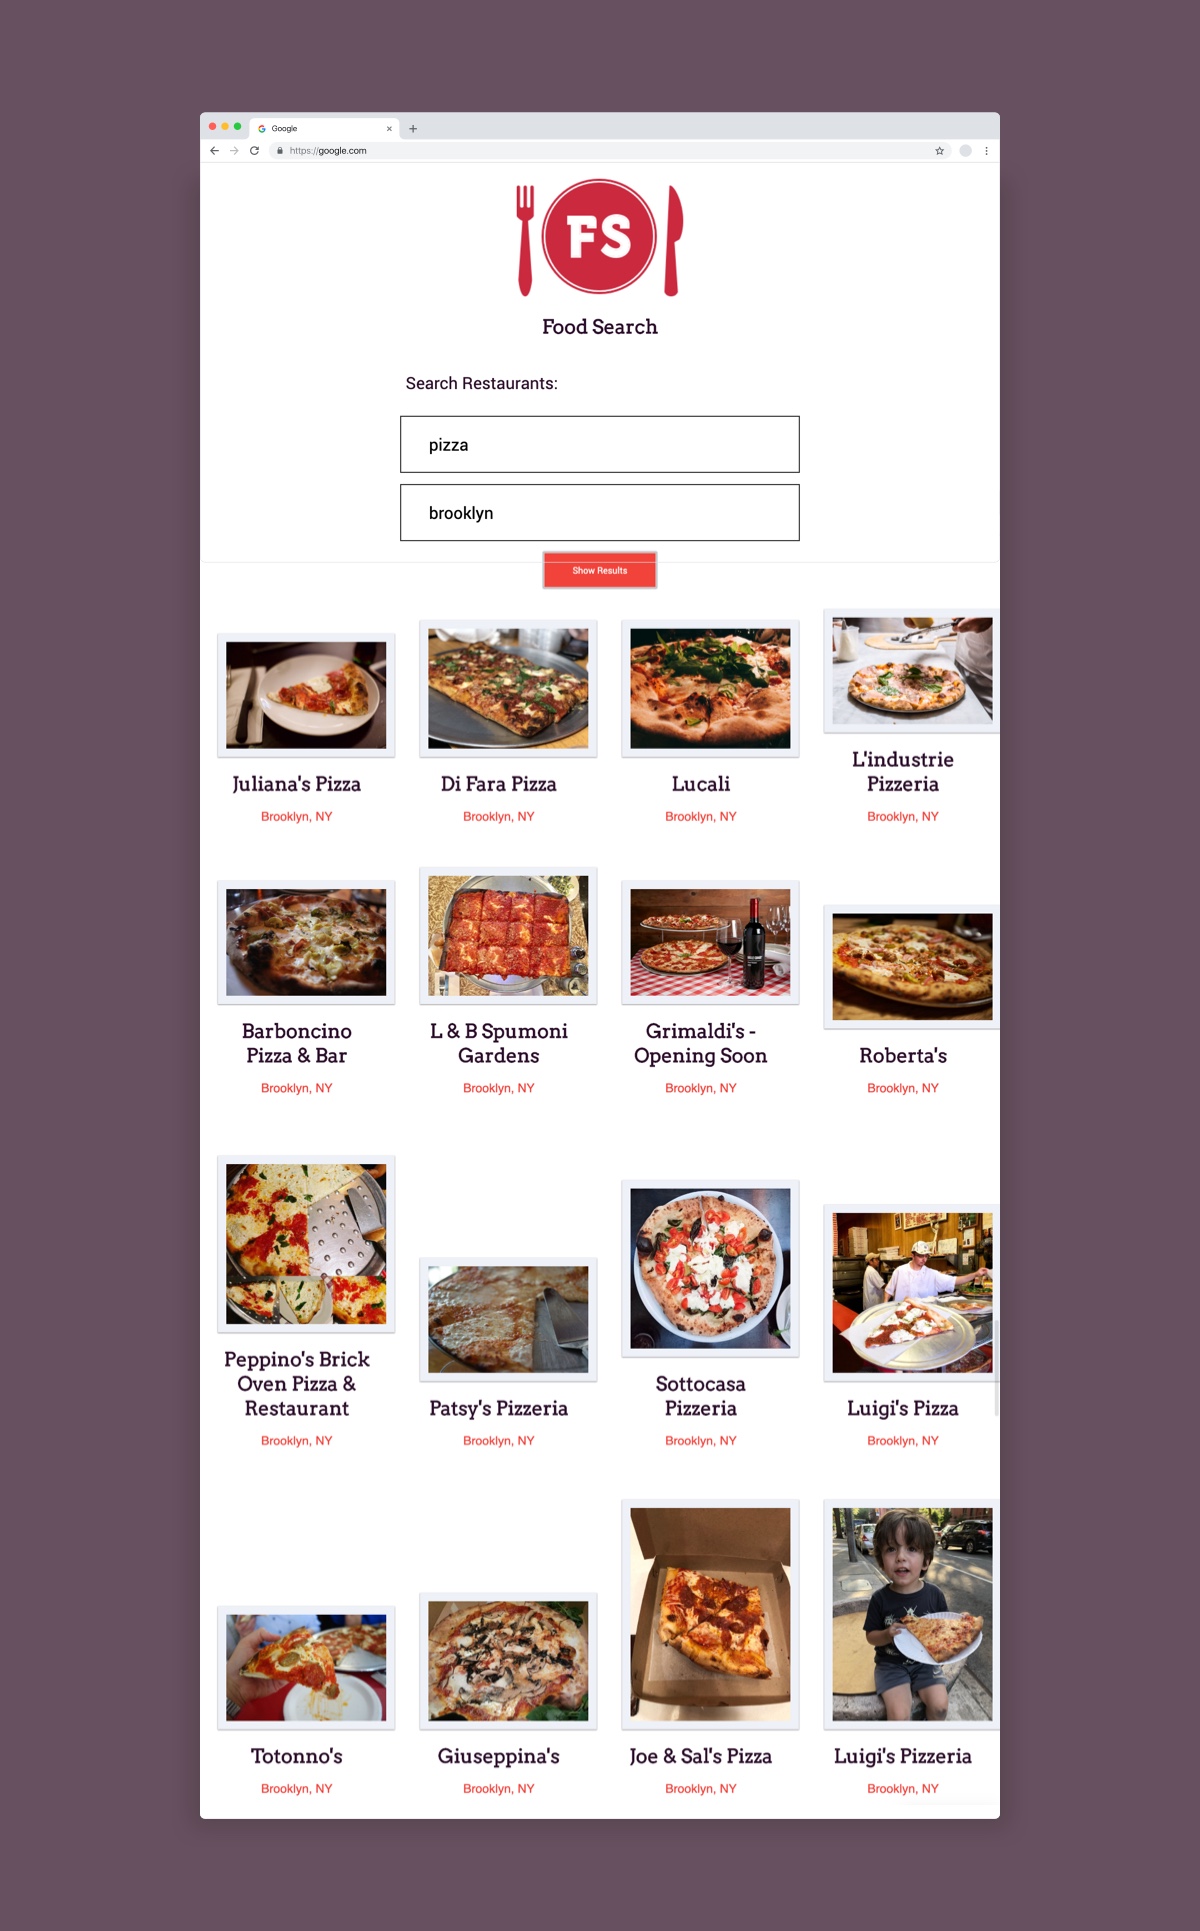 Google
https://google.com
FS
Food Search
Search Restaurants:
pizza
brooklyn
Show Results
Juliana's Pizza
Brooklyn, NY
Di Fara Pizza
Brooklyn, NY
Lucali
Brooklyn, NY
L'industrie
Pizzeria
Brooklyn, NY
Barboncino
Pizza & Bar
Brooklyn, NY
L & B Spumoni
Gardens
Brooklyn, NY
Grimaldi's -
Opening Soon
Brooklyn, NY
Roberta's
Brooklyn, NY
Peppino's Brick
Oven Pizza &
Restaurant
Brooklyn, NY
Patsy's Pizzeria
Brooklyn, NY
Sottocasa
Pizzeria
Brooklyn, NY
Luigi's Pizza
Brooklyn, NY
Totonno's
Brooklyn, NY
Giuseppina's
Brooklyn, NY
Joe & Sal's Pizza
Brooklyn, NY
Luigi's Pizzeria
Brooklyn, NY